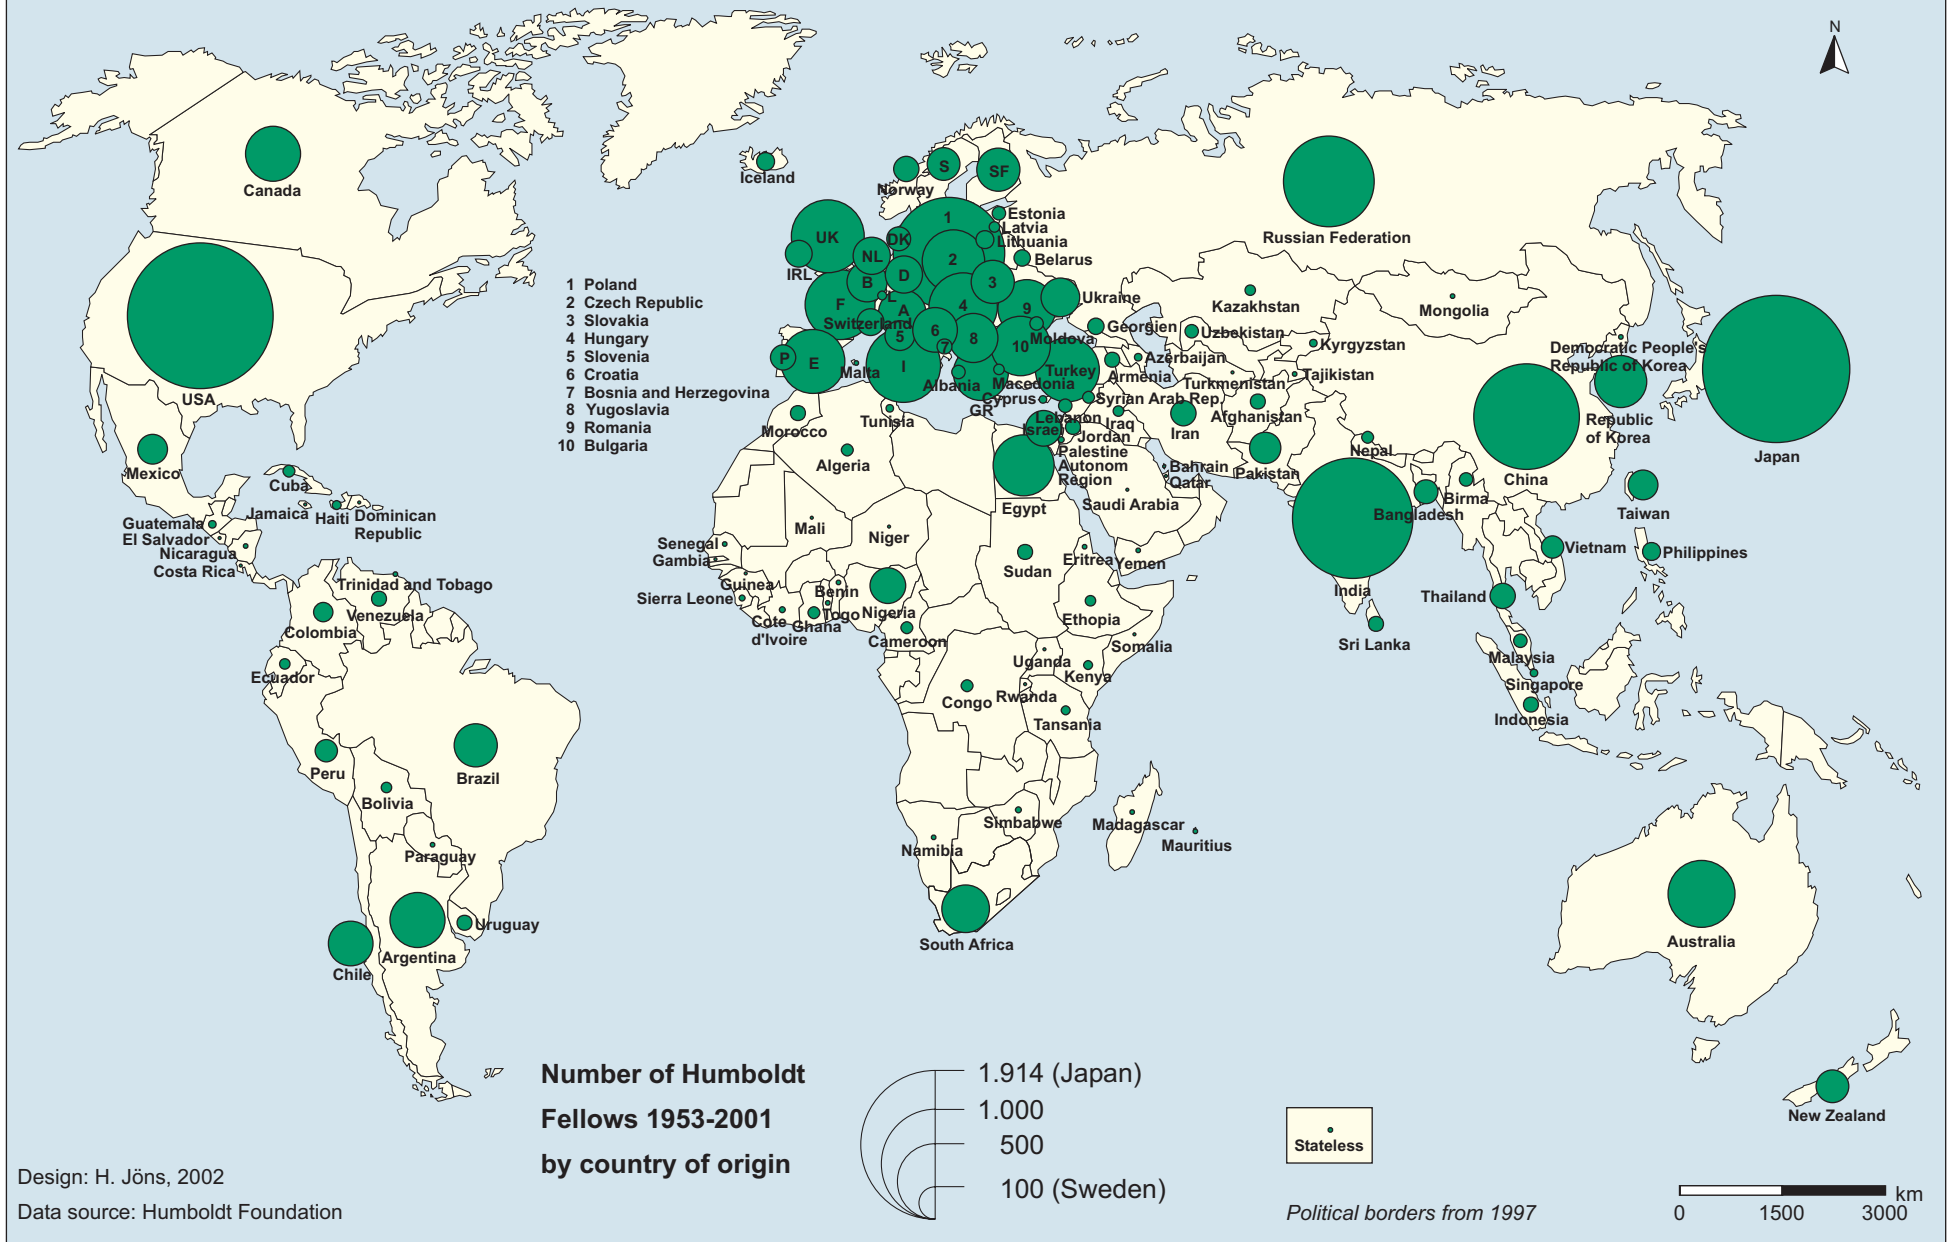 N
Canada
USA
Mexico
Cuba
Jamaica
Haiti
Dominican
Republic
Guatemala
El Salvador
Nicaragua
Costa Rica
Trinidad and Tobago
Venezuela
Colombia
Ecuador
Peru
Brazil
Bolivia
Paraguay
Uruguay
Argentina
Chile
Iceland
Norway
S
SF
Estonia
Latvia
Lithuania
Belarus
UK
IRL
DK
NL
B
D
L
F
A
Switzerland
P
E
I
Malta
1
2
3
4
5
6
7
8
9
10
Ukraine
Moldova
Georgien
Armenia
Azerbaijan
Turkey
Albania
Macedonia
GR
Cyprus
Syrian Arab Rep.
Lebanon
Israel
Iraq
Jordan
Palestine
Autonom
Region
Iran
Bahrain
Qatar
Saudi Arabia
Yemen
1 Poland
2 Czech Republic
3 Slovakia
4 Hungary
5 Slovenia
6 Croatia
7 Bosnia and Herzegovina
8 Yugoslavia
9 Romania
10 Bulgaria
Russian Federation
Kazakhstan
Mongolia
Uzbekistan
Kyrgyzstan
Turkmenistan
Tajikistan
Afghanistan
Pakistan
Nepal
India
Bangladesh
Birma
Sri Lanka
China
Democratic People's
Republic of Korea
Republic
of Korea
Japan
Taiwan
Vietnam
Philippines
Thailand
Malaysia
Singapore
Indonesia
Australia
New Zealand
Morocco
Algeria
Tunisia
Egypt
Mali
Niger
Senegal
Gambia
Guinea
Sierra Leone
Cote
d'Ivoire
Ghana
Togo
Benin
Nigeria
Cameroon
Sudan
Eritrea
Ethiopia
Somalia
Uganda
Kenya
Rwanda
Congo
Tansania
Simbabwe
Namibia
Madagascar
Mauritius
South Africa
Number of Humboldt
Fellows 1953-2001
by country of origin
1.914 (Japan)
1.000
500
100 (Sweden)
Stateless
Political borders from 1997
km
0 1500 3000
Design: H. Jöns, 2002
Data source: Humboldt Foundation